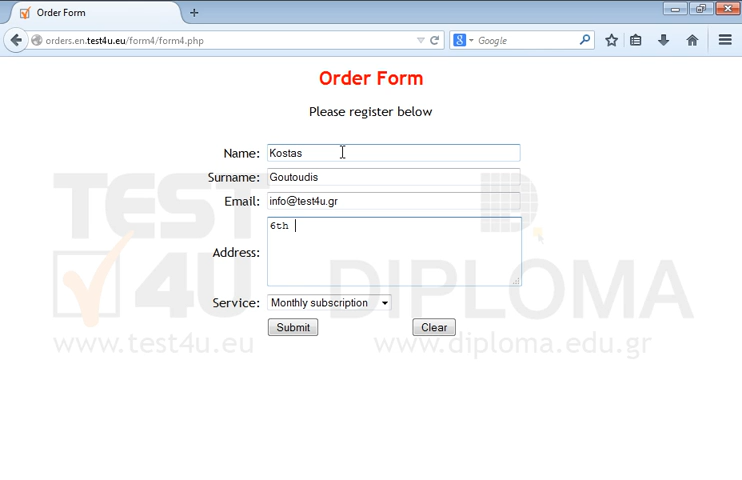 Order Form
orders.en.test4u.eu/form4/form4.php
Google
Order Form
Please register below
Name: Kostas
Surname: Goutoudis
Email: info@test4u.gr
Address: 6th
Service: Monthly subscription
Submit Clear
TEST 4U DIPLOMA
www.test4u.eu www.diploma.edu.gr